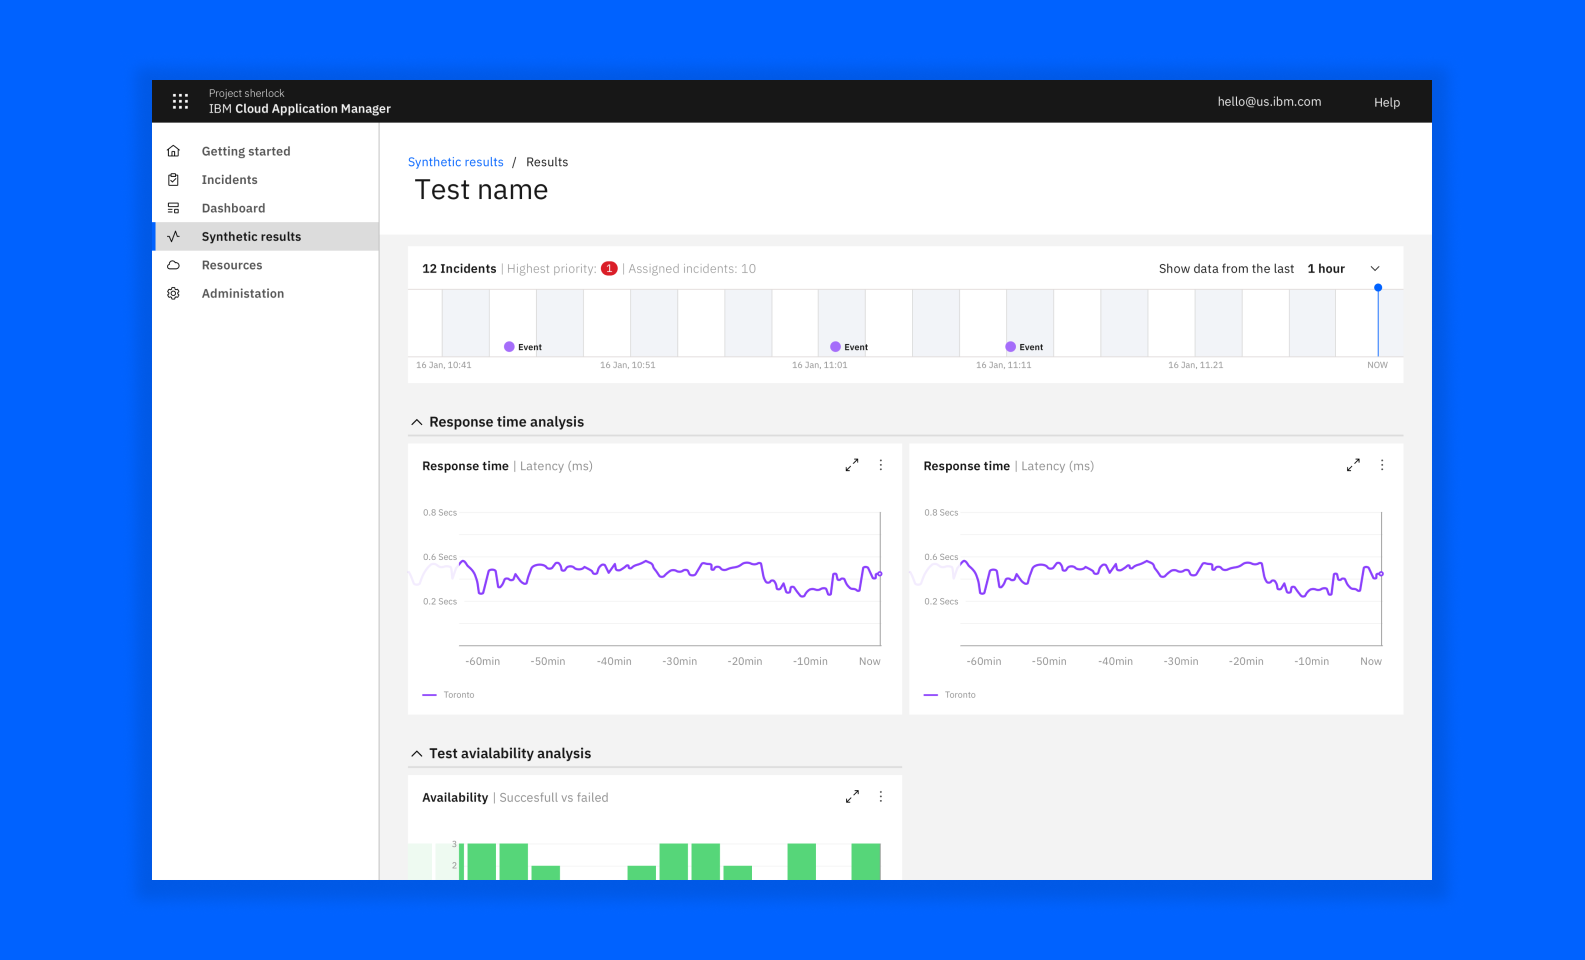 Project sherlock
IBM Cloud Application Manager
hello@us.ibm.com
Help
Getting started
Incidents
Dashboard
Synthetic results
Resources
Administation
Synthetic results / Results
Test name
12 Incidents | Highest priority: 1 | Assigned incidents: 10
Show data from the last 1 hour
Event
Event
Event
16 Jan, 10:41
16 Jan, 10:51
16 Jan, 11:01
16 Jan, 11:11
16 Jan, 11.21
NOW
Response time analysis
Response time | Latency (ms)
0.8 Secs
0.6 Secs
0.2 Secs
-60min -50min -40min -30min -20min -10min Now
Toronto
Response time | Latency (ms)
0.8 Secs
0.6 Secs
0.2 Secs
-60min -50min -40min -30min -20min -10min Now
Toronto
Test avialability analysis
Availability | Succesfull vs failed
3
2